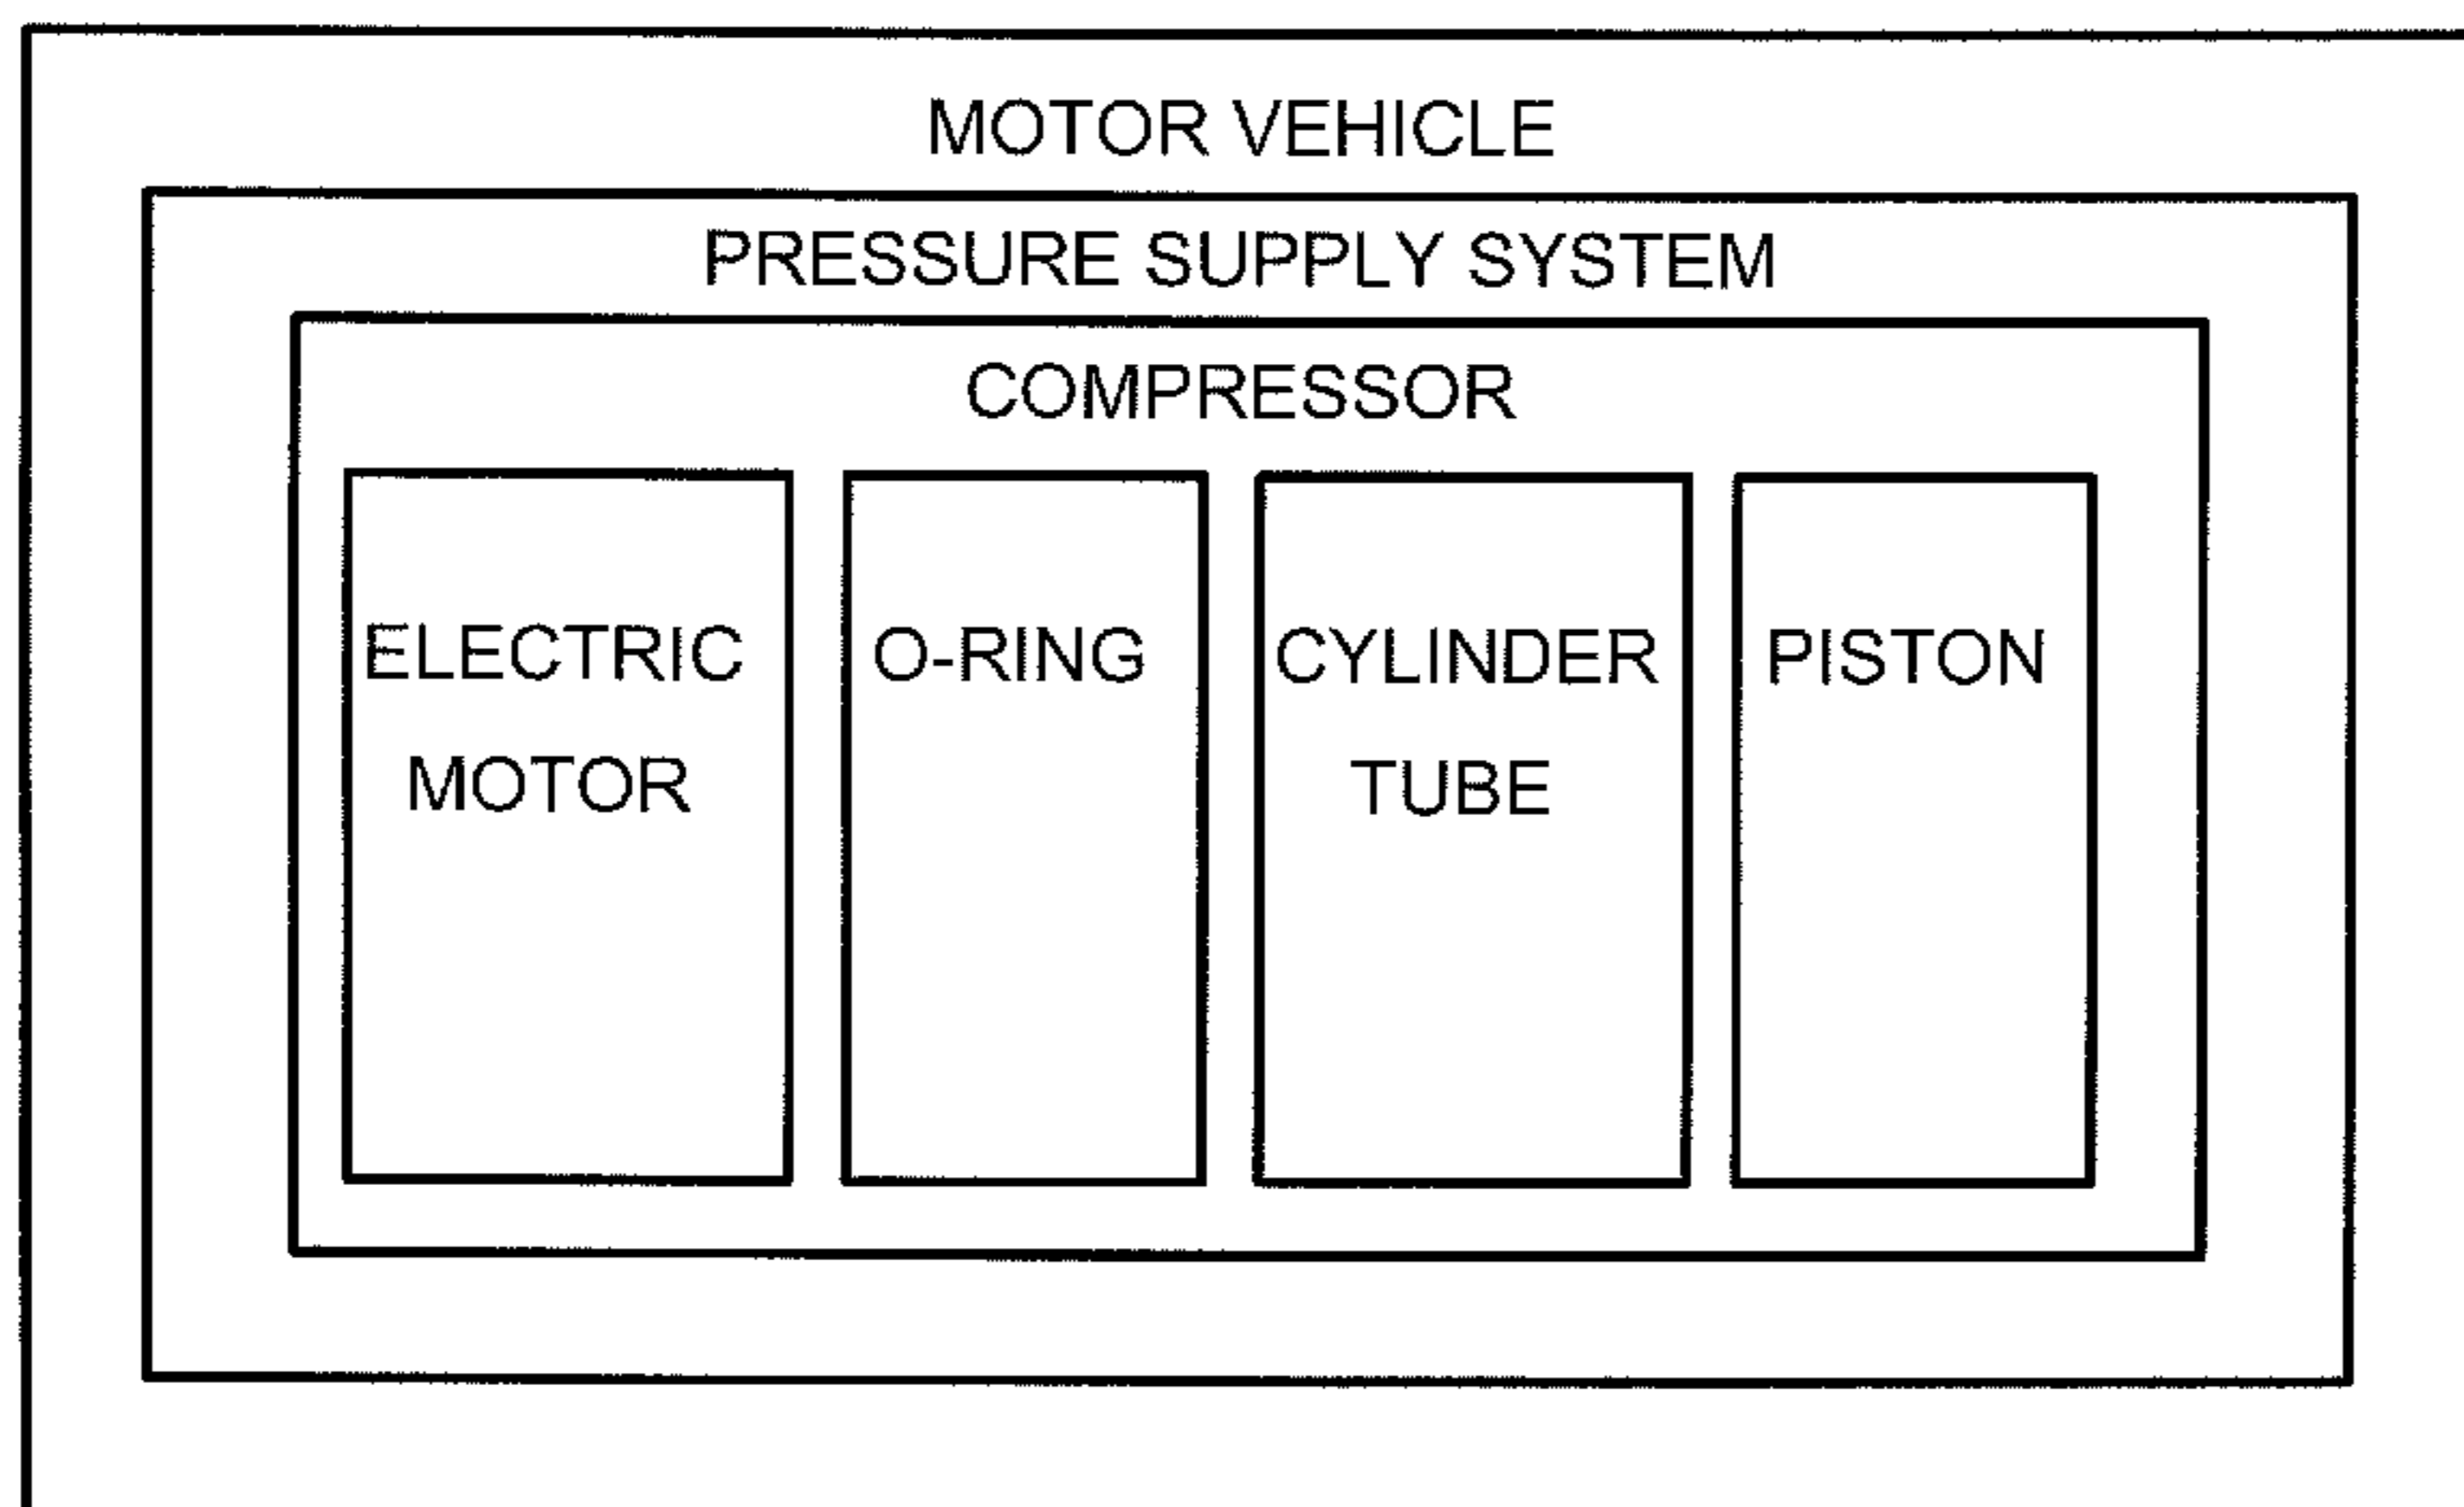 MOTOR VEHICLE
PRESSURE SUPPLY SYSTEM
COMPRESSOR
ELECTRIC
MOTOR
O-RING
CYLINDER
TUBE
PISTON